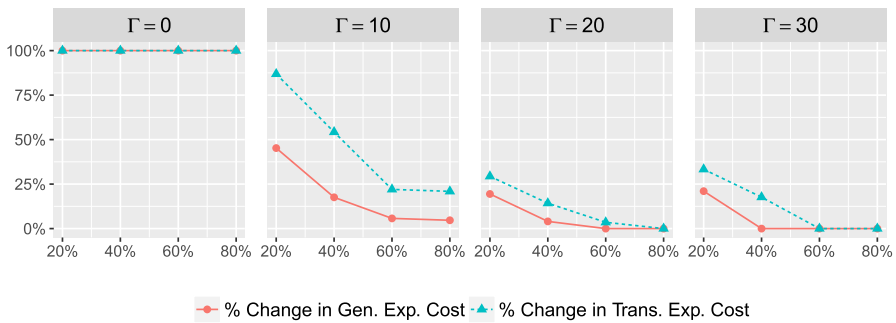 Γ = 0 Γ = 10 Γ = 20 Γ = 30
100%
75%
50%
25%
0%
20% 40% 60% 80% 20% 40% 60% 80% 20% 40% 60% 80% 20% 40% 60% 80%
% Change in Gen. Exp. Cost % Change in Trans. Exp. Cost